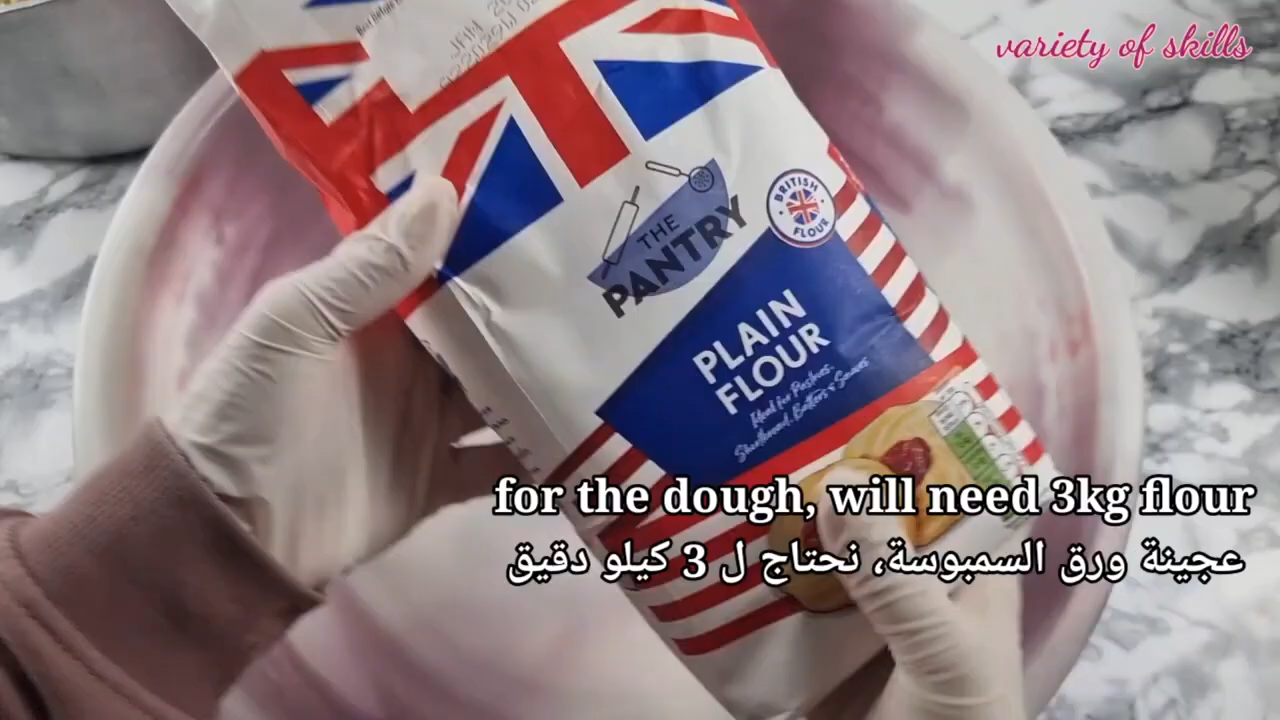 variety of skills
THE
PANTRY
BRITISH
FLOUR
PLAIN
FLOUR
Ideal for Pastries,
Shortbread, Batters & Sauces
for the dough, will need 3kg flour
عجينة ورق السمبوسة، نحتاج ل 3 كيلو دقيق